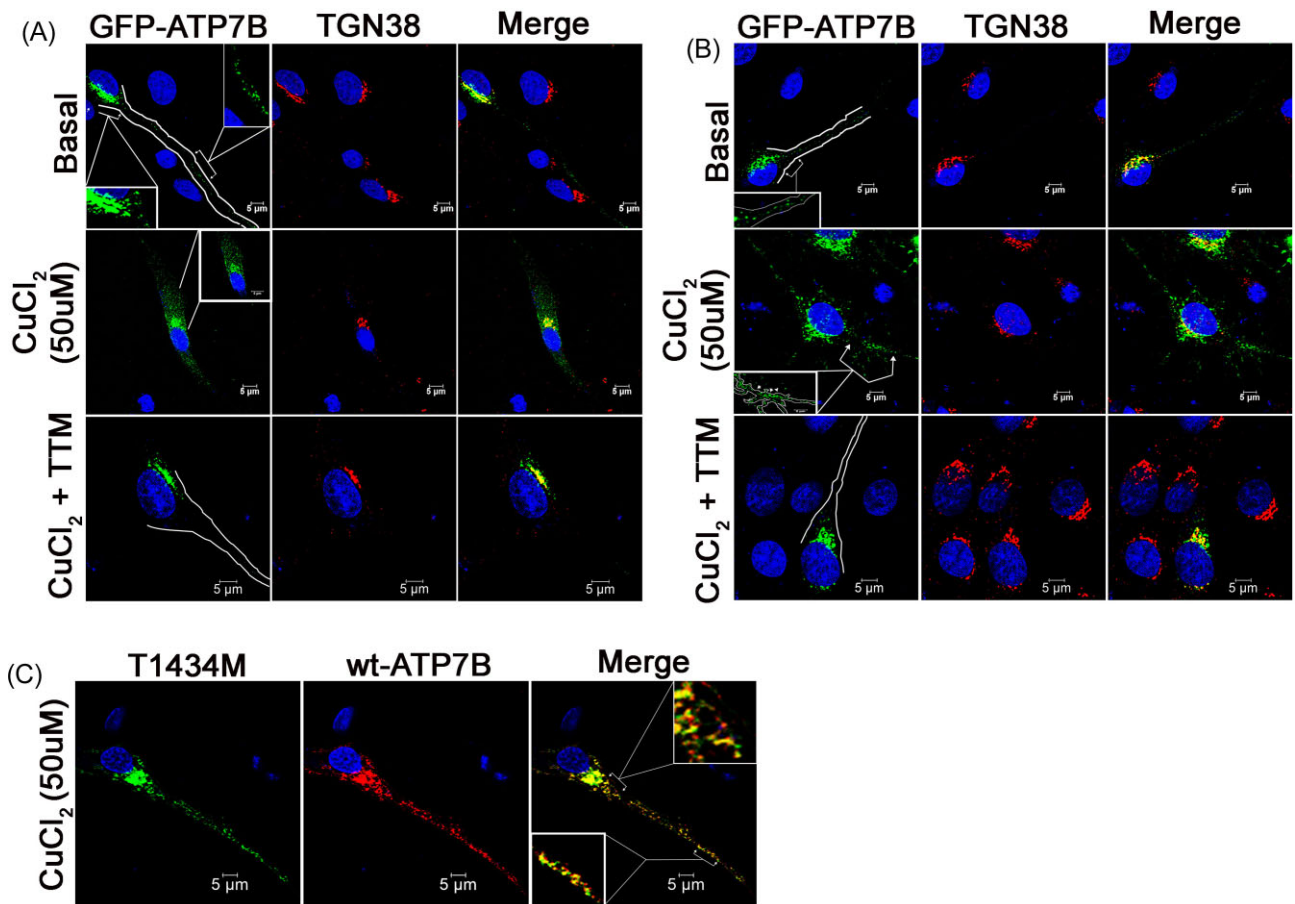 (A)
GFP-ATP7B TGN38 Merge
Basal
5 µm 5 µm 5 µm
CuCl₂
(50uM)
5 µm 5 µm 5 µm
CuCl₂ + TTM
5 µm 5 µm 5 µm
(B)
GFP-ATP7B TGN38 Merge
Basal
5 µm 5 µm 5 µm
CuCl₂
(50uM)
5 µm 5 µm 5 µm
CuCl₂ + TTM
5 µm 5 µm 5 µm
(C)
T1434M wt-ATP7B Merge
CuCl₂ (50uM)
5 µm 5 µm 5 µm